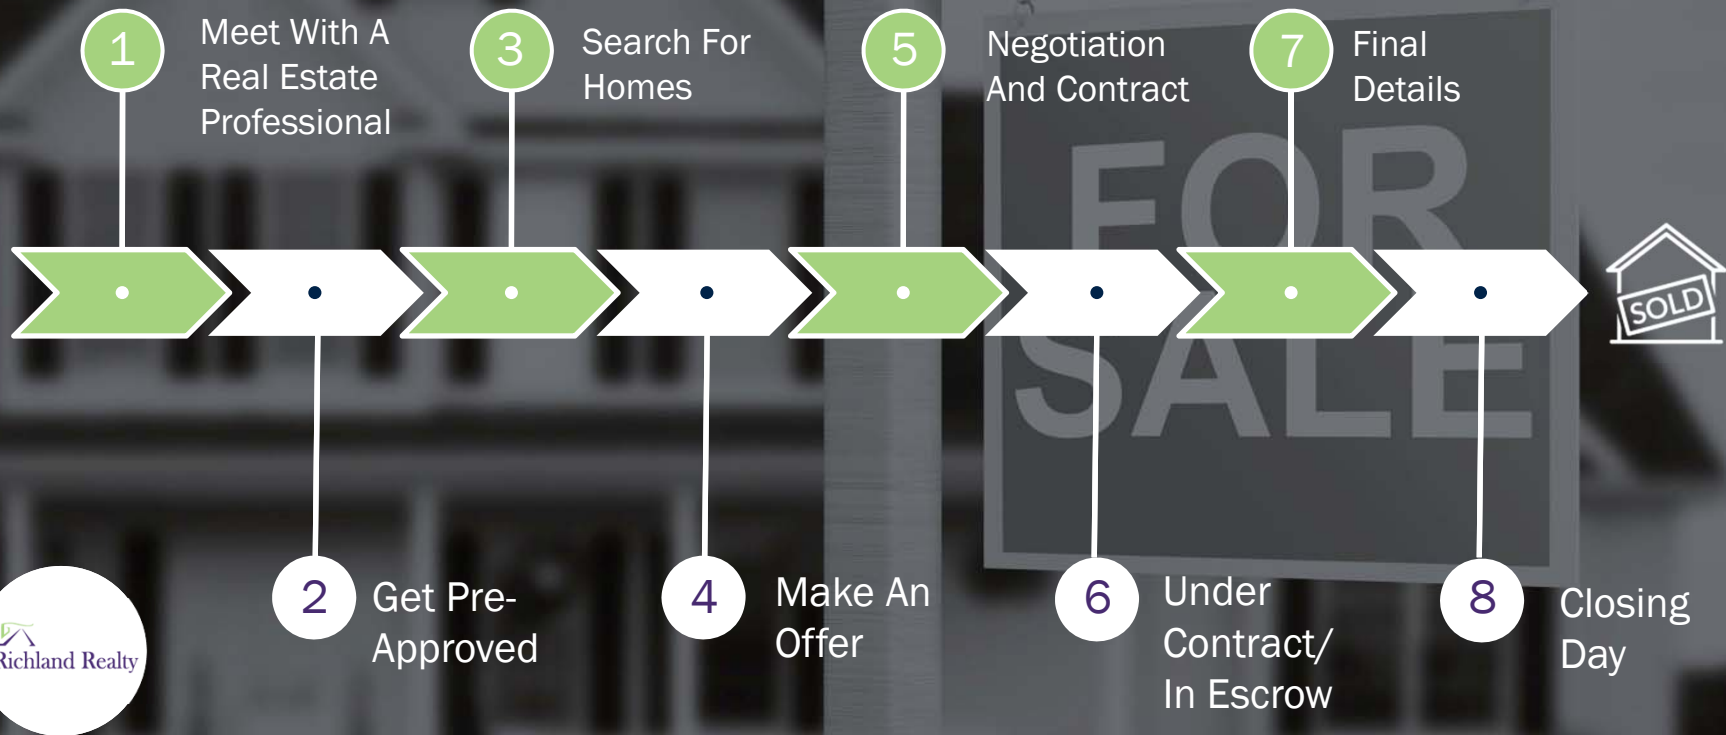 1
Meet With A
Real Estate
Professional
2
Get Pre-
Approved
3
Search For
Homes
4
Make An
Offer
5
Negotiation
And Contract
6
Under
Contract/
In Escrow
7
Final
Details
8
Closing
Day
FOR
SALE
SOLD
Richland Realty